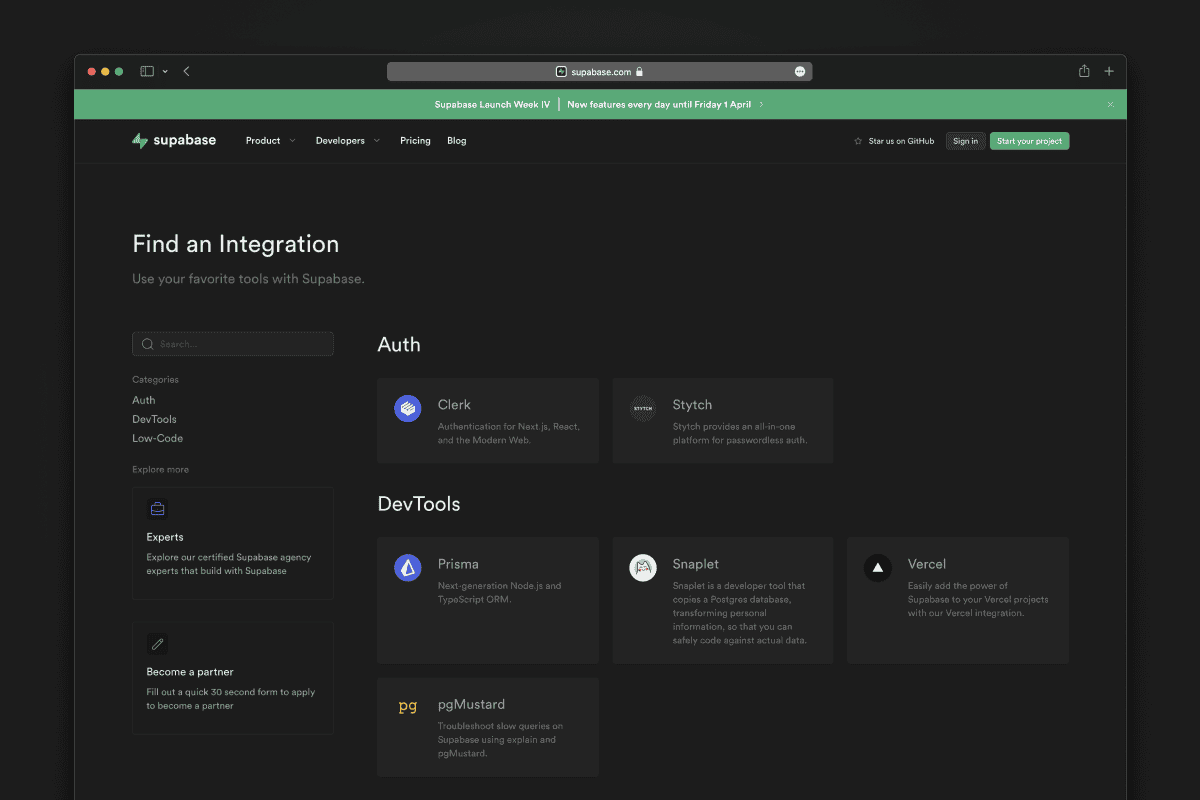 supabase.com
Supabase Launch Week IV | New features every day until Friday 1 April
supabase
Product
Developers
Pricing
Blog
Star us on GitHub
Sign in
Start your project
Find an Integration
Use your favorite tools with Supabase.
Search...
Categories
Auth
DevTools
Low-Code
Explore more
Experts
Explore our certified Supabase agency
experts that build with Supabase
Become a partner
Fill out a quick 30 second form to apply
to become a partner
Auth
Clerk
Authentication for Next.js, React,
and the Modern Web.
STYTCH
Stytch
Stytch provides an all-in-one
platform for passwordless auth.
DevTools
Prisma
Next-generation Node.js and
TypeScript ORM.
Snaplet
Snaplet is a developer tool that
copies a Postgres database,
transforming personal
information, so that you can
safely code against actual data.
Vercel
Easily add the power of
Supabase to your Vercel projects
with our Vercel integration.
pg
pgMustard
Troubleshoot slow queries on
Supabase using explain and
pgMustard.